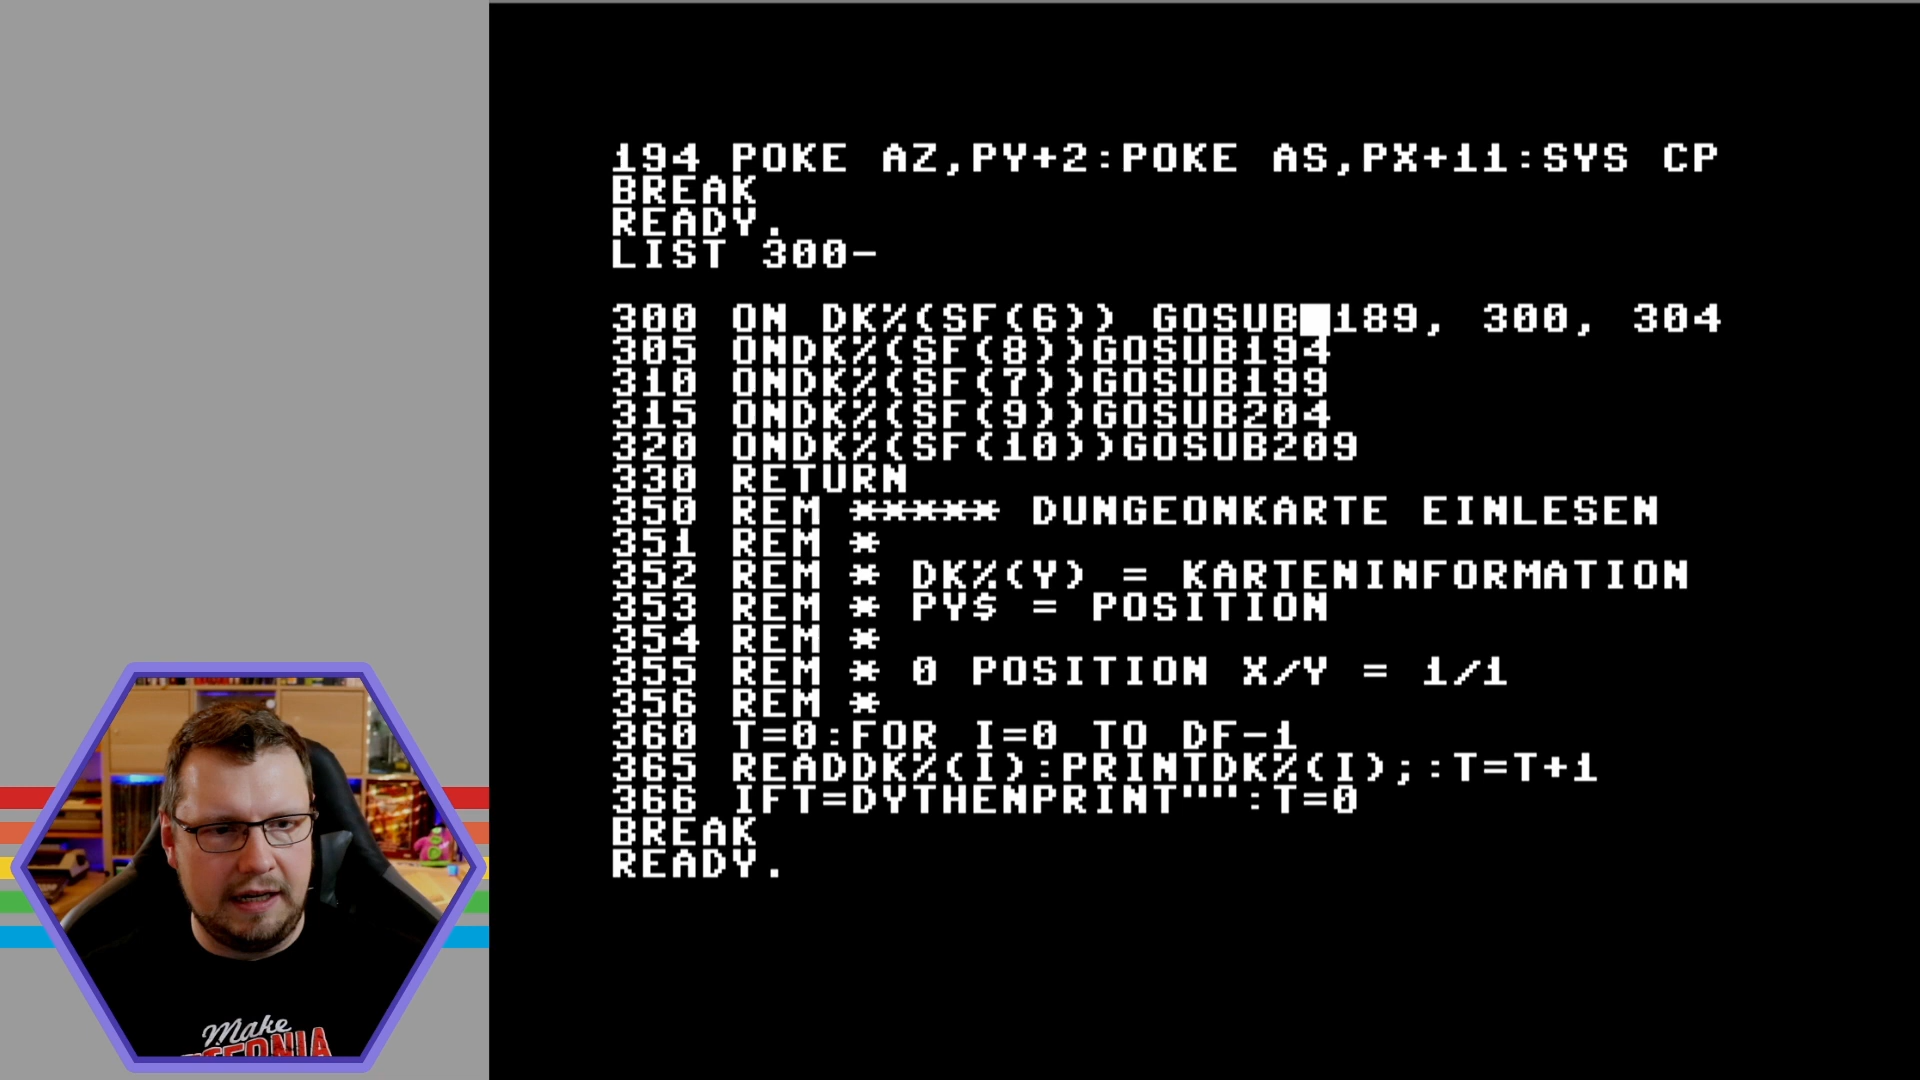 194 POKE AZ,PY+2:POKE AS,PX+11:SYS CP
BREAK
READY.
LIST 300-
300 ON DK%(SF(6)) GOSUB 189, 300, 304
305 ONDK%(SF(8))GOSUB194
310 ONDK%(SF(7))GOSUB199
315 ONDK%(SF(9))GOSUB204
320 ONDK%(SF(10))GOSUB209
330 RETURN
350 REM ***** DUNGEONKARTE EINLESEN
351 REM *
352 REM * DK%(Y) = KARTENINFORMATION
353 REM * PY$ = POSITION
354 REM *
355 REM * 0 POSITION X/Y = 1/1
356 REM *
360 T=0:FOR I=0 TO DF-1
365 READDK%(I):PRINTDK%(I);:T=T+1
366 IFT=DYTHENPRINT"":T=0
BREAK
READY.
Make